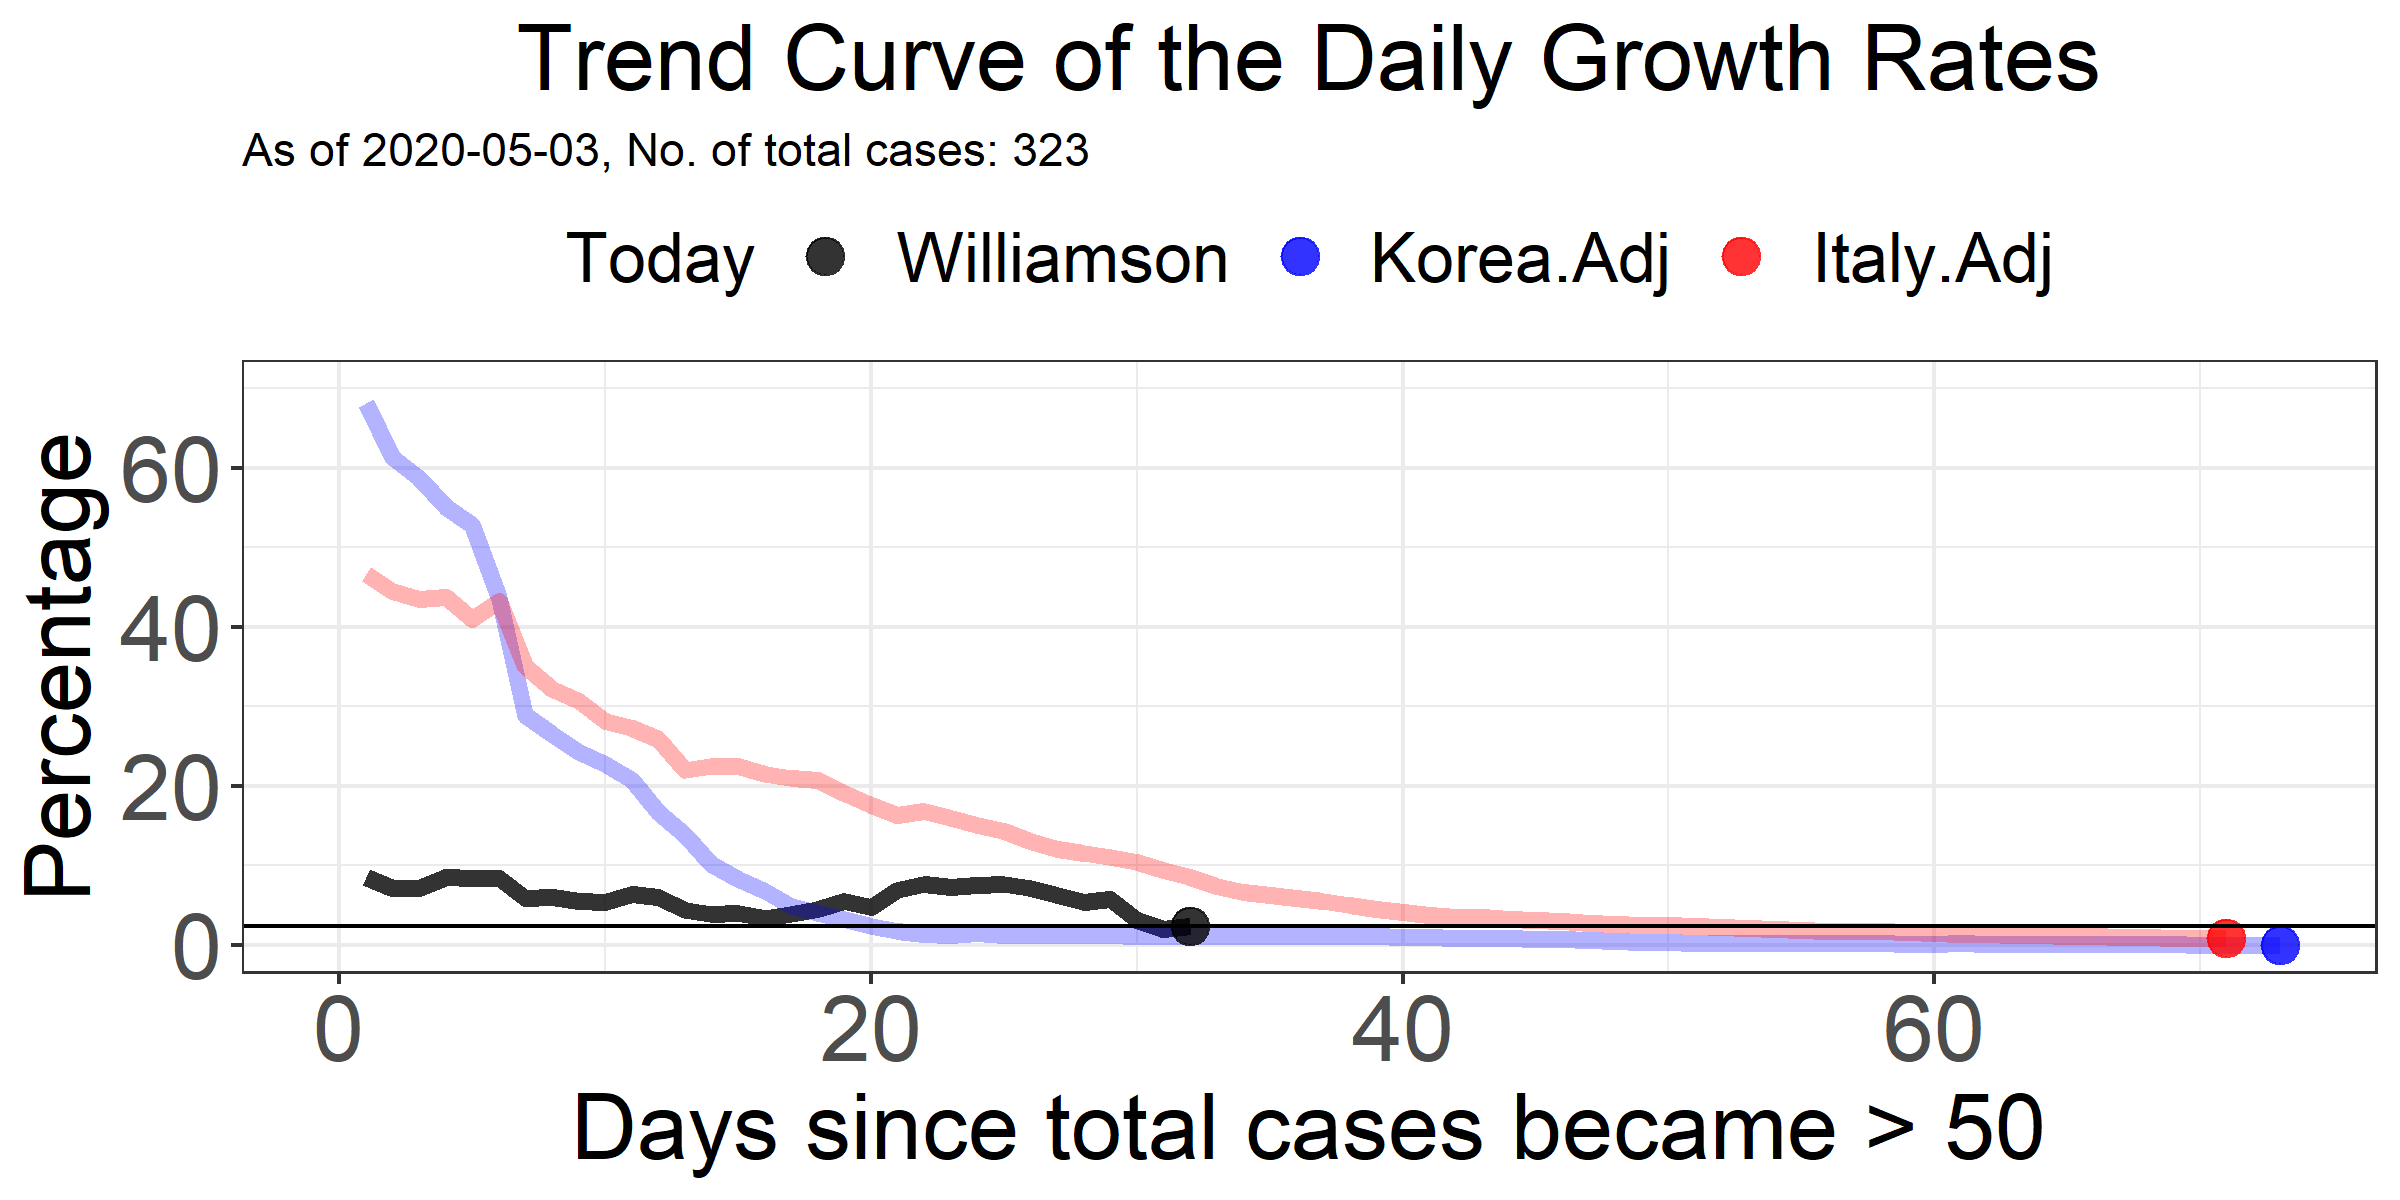 Trend Curve of the Daily Growth Rates
As of 2020-05-03, No. of total cases: 323
Today Williamson Korea.Adj Italy.Adj
Percentage
60
40
20
0
0 20 40 60
Days since total cases became > 50